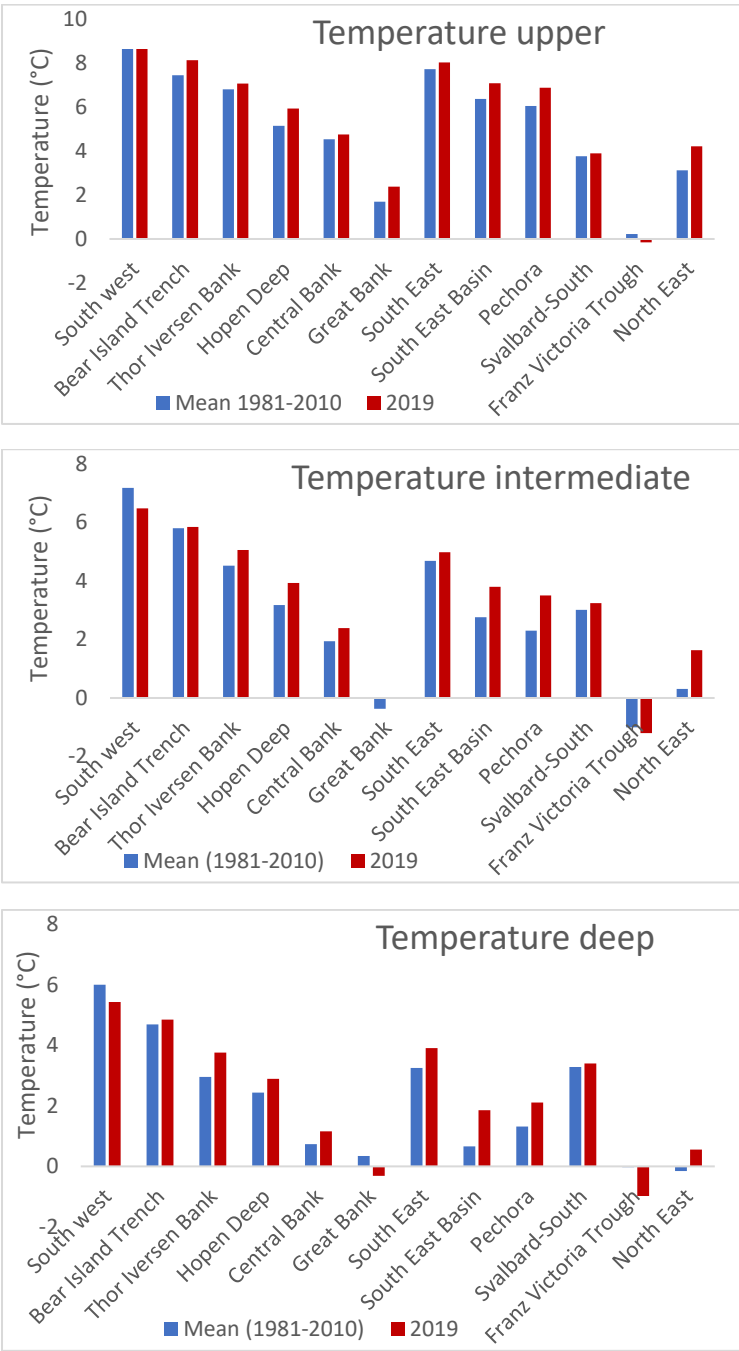 Temperature upper
Temperature (°C)
10
8
6
4
2
0
-2
South west
Bear Island Trench
Thor Iversen Bank
Hopen Deep
Central Bank
Great Bank
South East
South East Basin
Pechora
Svalbard-South
Franz Victoria Trough
North East
Mean 1981-2010 2019
Temperature intermediate
Temperature (°C)
8
6
4
2
0
-2
South west
Bear Island Trench
Thor Iversen Bank
Hopen Deep
Central Bank
Great Bank
South East
South East Basin
Pechora
Svalbard-South
Franz Victoria Trough
North East
Mean (1981-2010) 2019
Temperature deep
Temperature (°C)
8
6
4
2
0
-2
South west
Bear Island Trench
Thor Iversen Bank
Hopen Deep
Central Bank
Great Bank
South East
South East Basin
Pechora
Svalbard-South
Franz Victoria Trough
North East
Mean (1981-2010) 2019